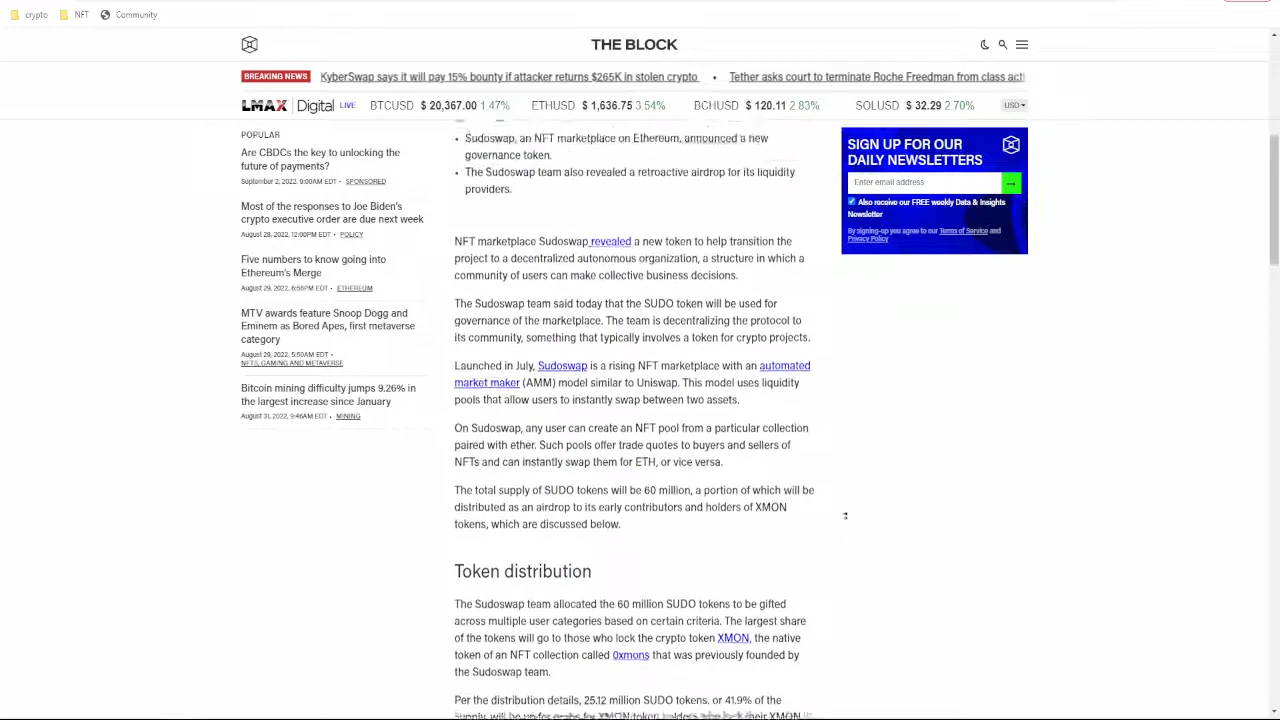 crypto
NFT
Community
THE BLOCK
BREAKING NEWS
KyberSwap says it will pay 15% bounty if attacker returns $265K in stolen crypto • Tether asks court to terminate Roche Freedman from class acti
LMAX Digital LIVE BTCUSD $ 20,367.00 1.47% ETHUSD $ 1,636.75 3.54% BCHUSD $ 120.11 2.83% SOLUSD $ 32.29 2.70% USD
POPULAR
Are CBDCs the key to unlocking the
future of payments?
September 2, 2022, 9:00AM EDT • SPONSORED
Most of the responses to Joe Biden's
crypto executive order are due next week
August 28, 2022, 12:00PM EDT • POLICY
Five numbers to know going into
Ethereum's Merge
August 29, 2022, 6:56PM EDT • ETHEREUM
MTV awards feature Snoop Dogg and
Eminem as Bored Apes, first metaverse
category
August 29, 2022, 5:50AM EDT •
NFTS, GAMING AND METAVERSE
Bitcoin mining difficulty jumps 9.26% in
the largest increase since January
August 31, 2022, 9:46AM EDT • MINING
• Sudoswap, an NFT marketplace on Ethereum, announced a new
governance token.
• The Sudoswap team also revealed a retroactive airdrop for its liquidity
providers.
NFT marketplace Sudoswap revealed a new token to help transition the
project to a decentralized autonomous organization, a structure in which a
community of users can make collective business decisions.
The Sudoswap team said today that the SUDO token will be used for
governance of the marketplace. The team is decentralizing the protocol to
its community, something that typically involves a token for crypto projects.
Launched in July, Sudoswap is a rising NFT marketplace with an automated
market maker (AMM) model similar to Uniswap. This model uses liquidity
pools that allow users to instantly swap between two assets.
On Sudoswap, any user can create an NFT pool from a particular collection
paired with ether. Such pools offer trade quotes to buyers and sellers of
NFTs and can instantly swap them for ETH, or vice versa.
The total supply of SUDO tokens will be 60 million, a portion of which will be
distributed as an airdrop to its early contributors and holders of XMON
tokens, which are discussed below.
Token distribution
The Sudoswap team allocated the 60 million SUDO tokens to be gifted
across multiple user categories based on certain criteria. The largest share
of the tokens will go to those who lock the crypto token XMON, the native
token of an NFT collection called 0xmons that was previously founded by
the Sudoswap team.
Per the distribution details, 25.12 million SUDO tokens, or 41.9% of the
SIGN UP FOR OUR
DAILY NEWSLETTERS
Enter email address
Also receive our FREE weekly Data & Insights
Newsletter
By signing-up you agree to our Terms of Service and
Privacy Policy